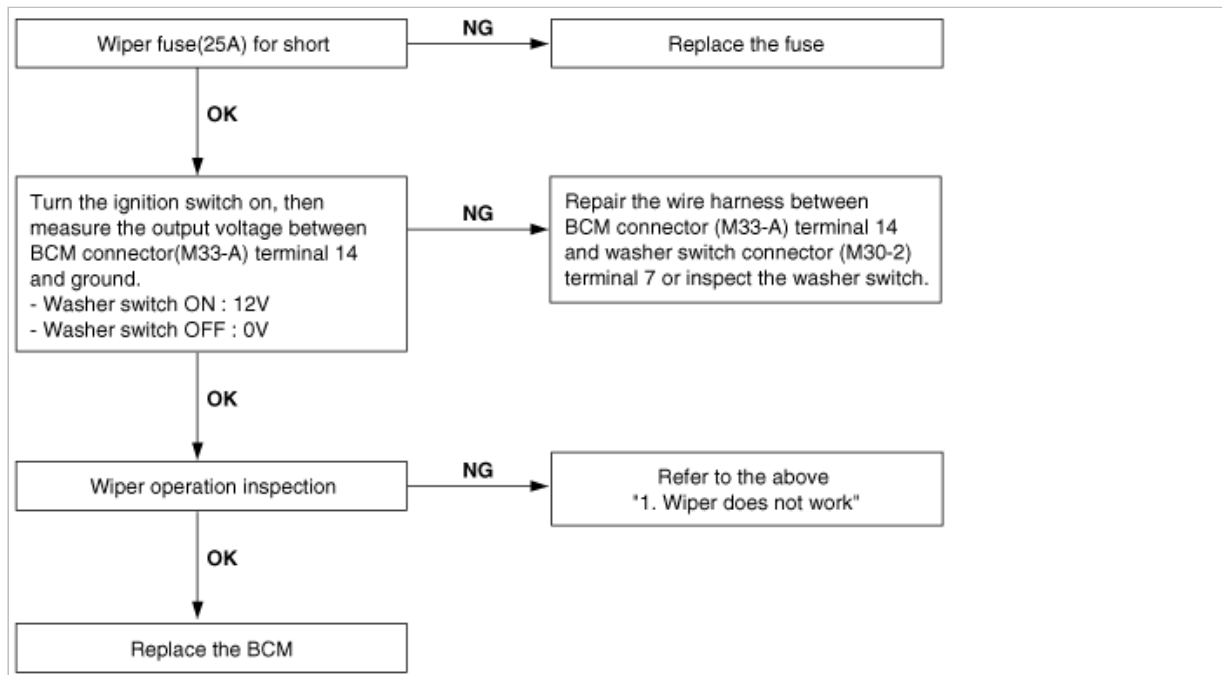 Wiper fuse(25A) for short
NG
Replace the fuse
OK
Turn the ignition switch on, then
measure the output voltage between
BCM connector(M33-A) terminal 14
and ground.
- Washer switch ON : 12V
- Washer switch OFF : 0V
NG
Repair the wire harness between
BCM connector (M33-A) terminal 14
and washer switch connector (M30-2)
terminal 7 or inspect the washer switch.
OK
Wiper operation inspection
NG
Refer to the above
"1. Wiper does not work"
OK
Replace the BCM